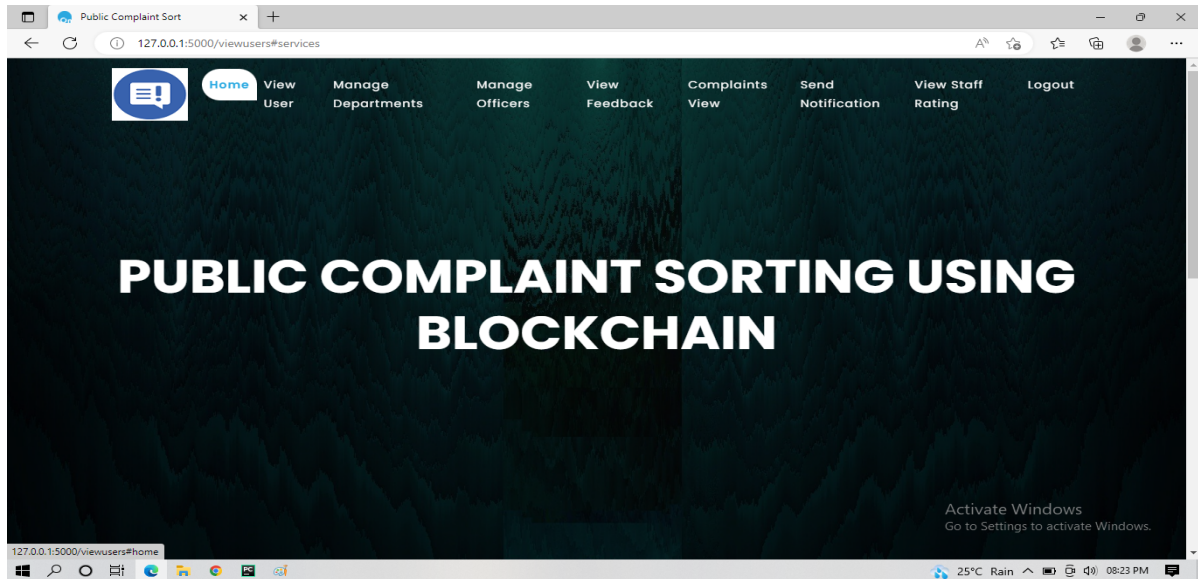 Public Complaint Sort
127.0.0.1:5000/viewusers#services
Home
View User
Manage Departments
Manage Officers
View Feedback
Complaints View
Send Notification
View Staff Rating
Logout
PUBLIC COMPLAINT SORTING USING
BLOCKCHAIN
Activate Windows
Go to Settings to activate Windows.
127.0.0.1:5000/viewusers#home
25°C Rain
08:23 PM